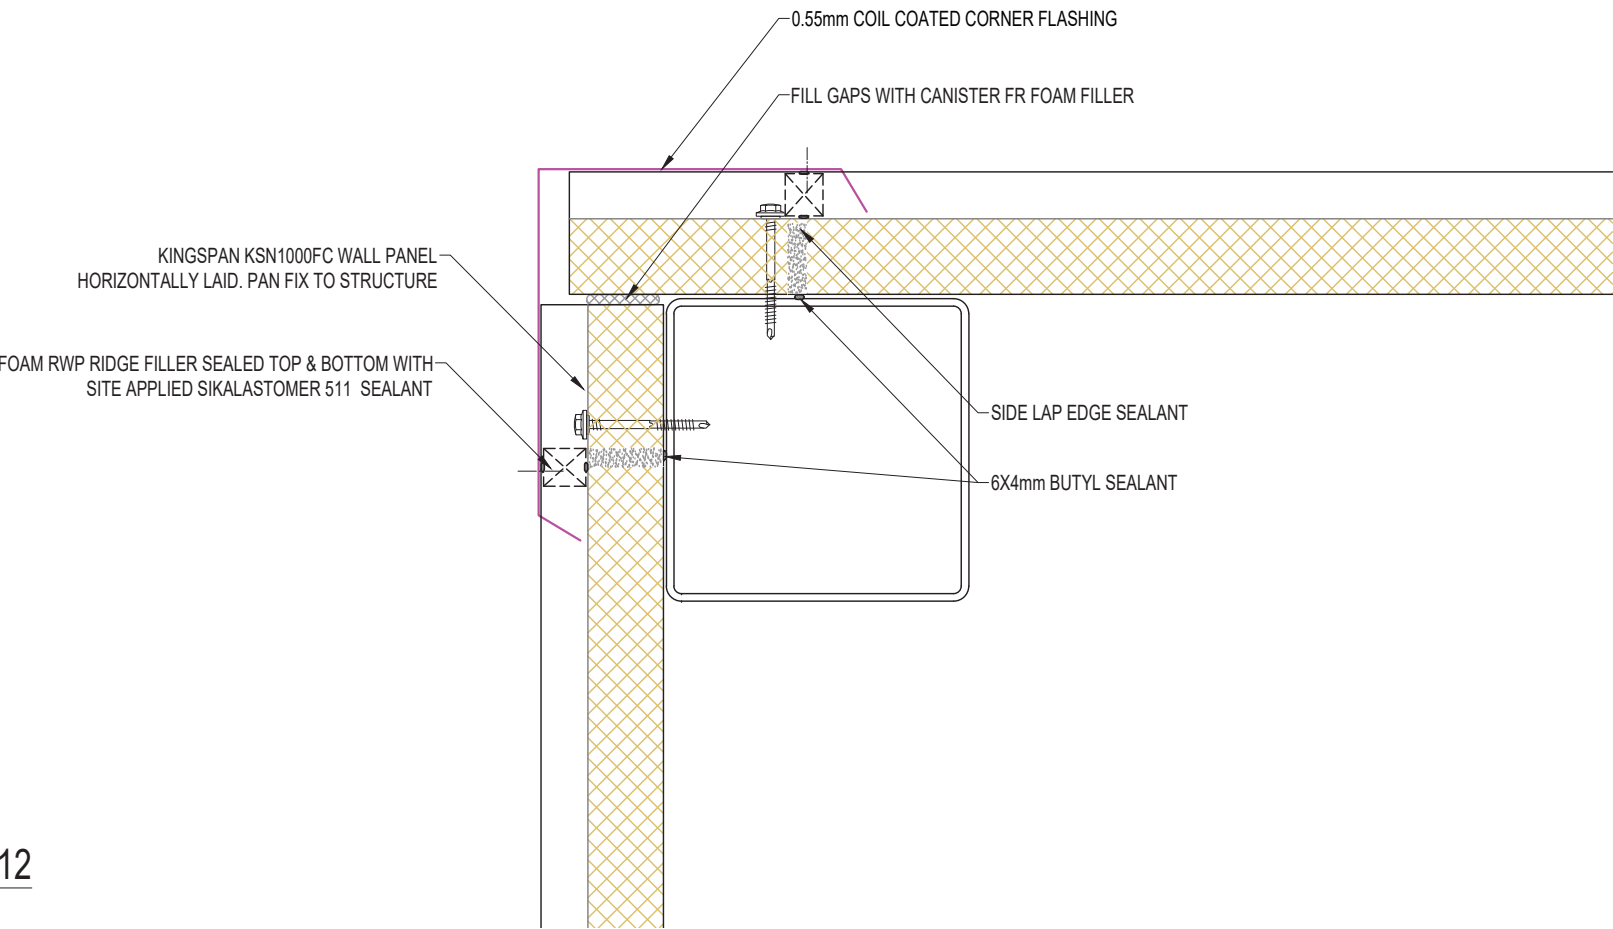 0.55mm COIL COATED CORNER FLASHING
FILL GAPS WITH CANISTER FR FOAM FILLER
KINGSPAN KSN1000FC WALL PANEL
HORIZONTALLY LAID. PAN FIX TO STRUCTURE
FOAM RWP RIDGE FILLER SEALED TOP & BOTTOM WITH
SITE APPLIED SIKALASTOMER 511 SEALANT
SIDE LAP EDGE SEALANT
6X4mm BUTYL SEALANT
12